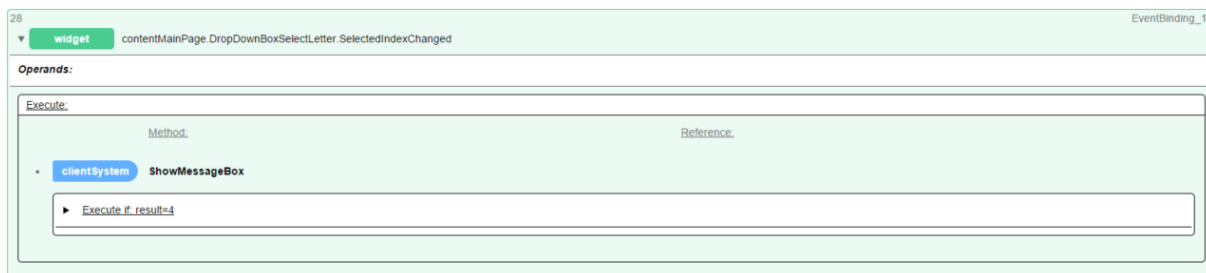 28 EventBinding_1
widget contentMainPage.DropDownBoxSelectLetter.SelectedIndexChanged
Operands:
Execute:
Method: Reference:
clientSystem ShowMessageBox
Execute if: result=4